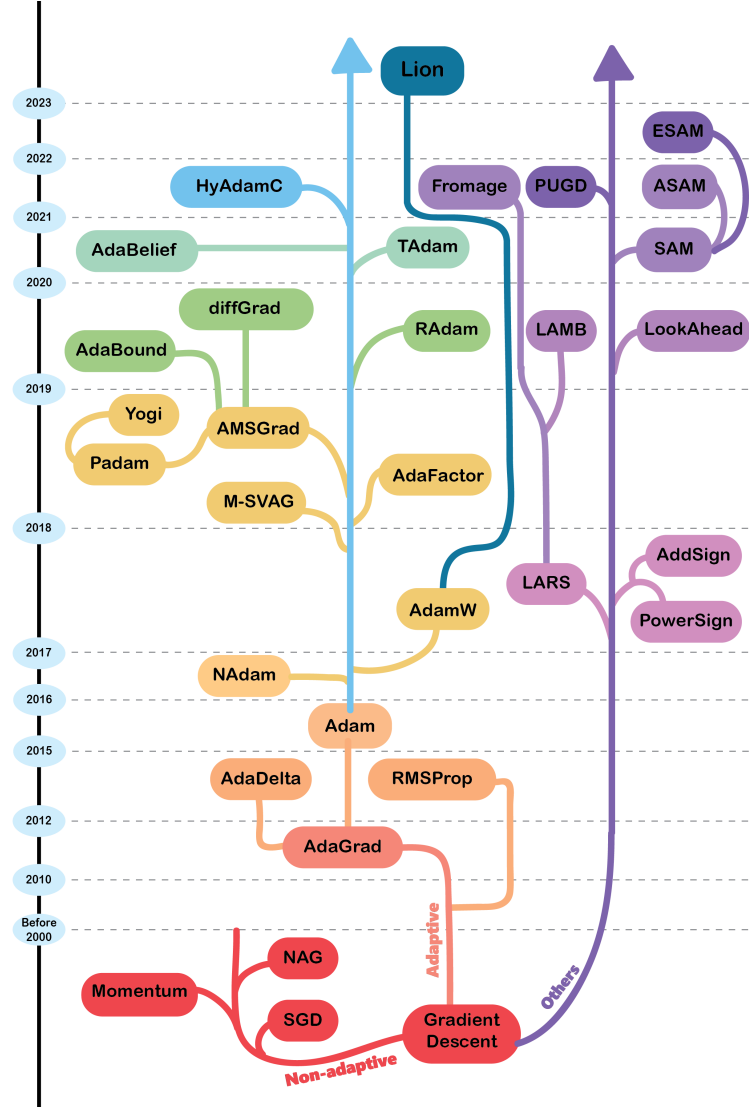 Lion
2023
ESAM
2022
HyAdamC
Fromage
PUGD
ASAM
2021
AdaBelief
TAdam
SAM
2020
diffGrad
RAdam
LAMB
LookAhead
AdaBound
2019
Yogi
AMSGrad
Padam
AdaFactor
M-SVAG
2018
AddSign
LARS
AdamW
PowerSign
2017
NAdam
2016
Adam
2015
AdaDelta
RMSProp
2012
AdaGrad
2010
Before
2000
Adaptive
NAG
Momentum
Others
SGD
Gradient
Descent
Non-adaptive